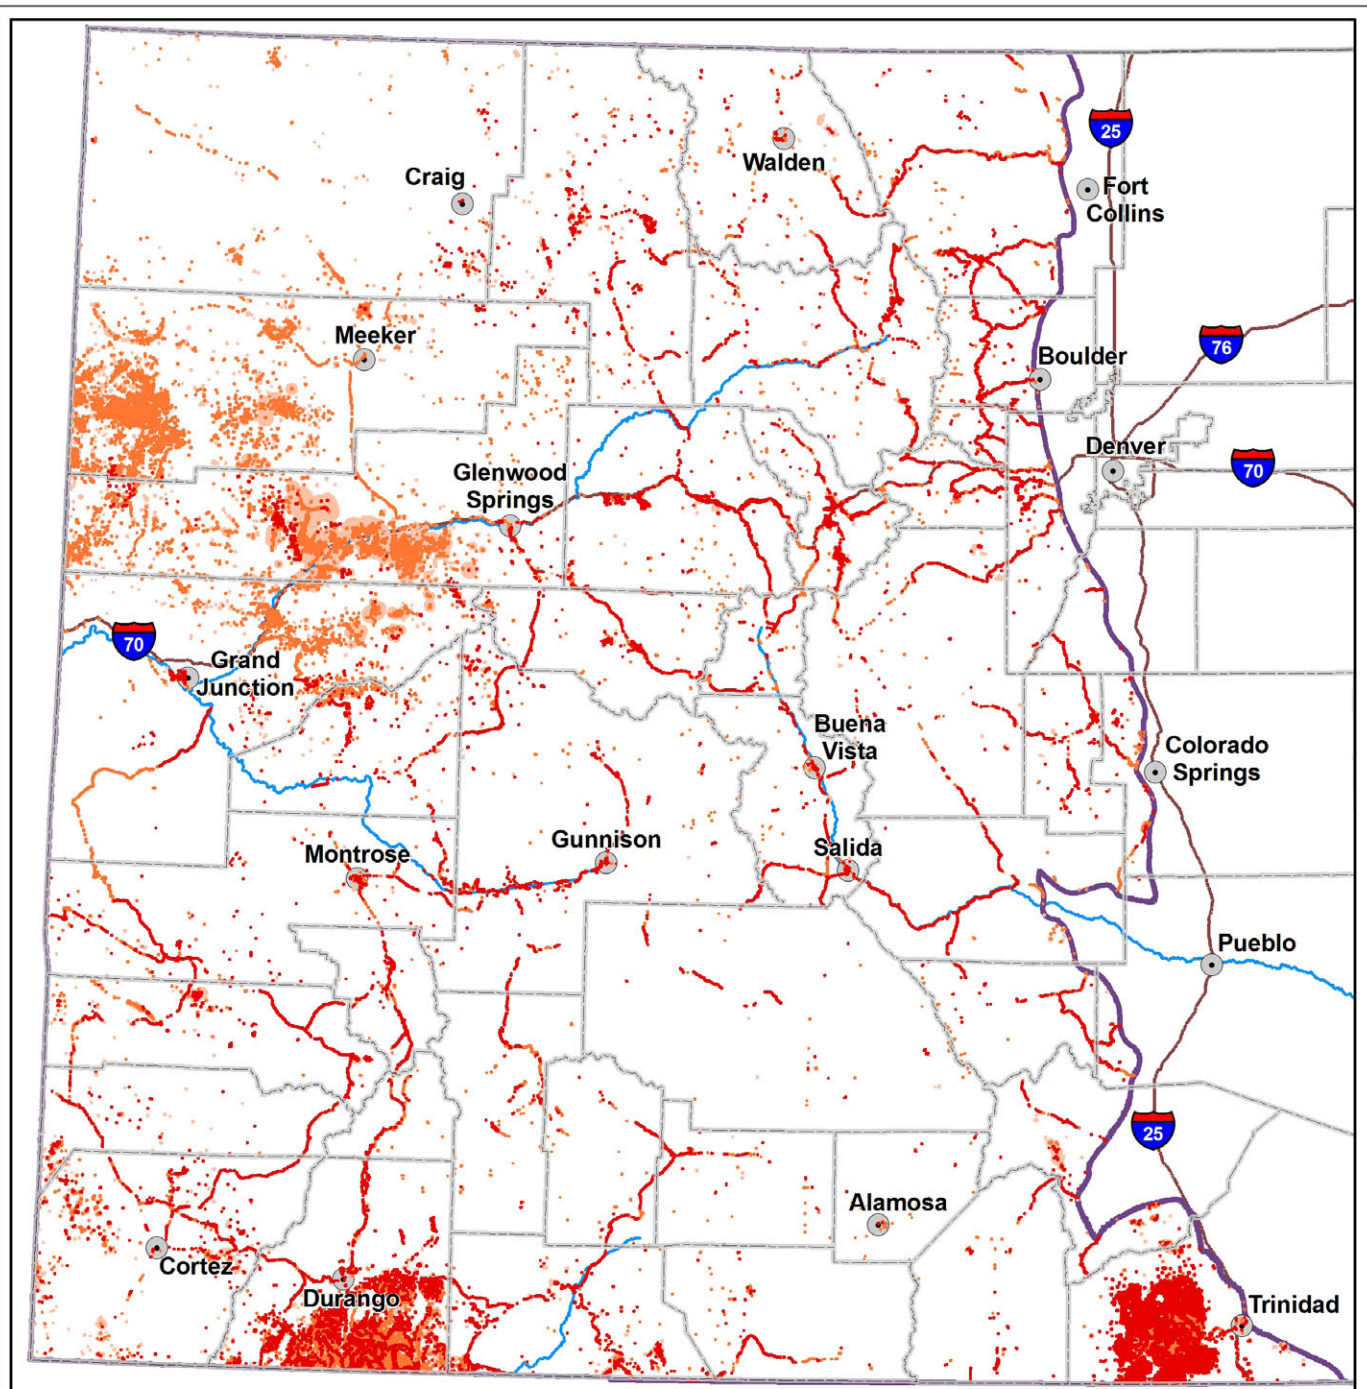 25
Walden
Craig
Fort
Collins
Meeker
76
Boulder
Denver
70
Glenwood
Springs
70
Grand
Junction
Buena
Vista
Colorado
Springs
Gunnison
Salida
Montrose
Pueblo
25
Alamosa
Cortez
Durango
Trinidad